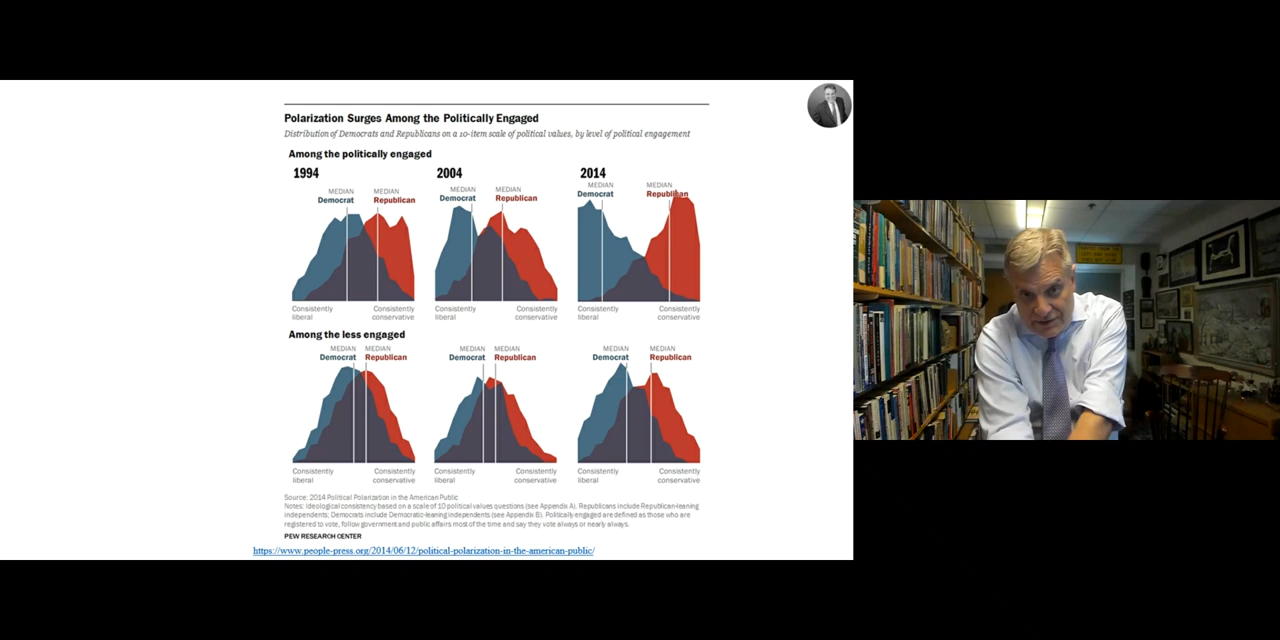 Polarization Surges Among the Politically Engaged
Distribution of Democrats and Republicans on a 10-item scale of political values, by level of political engagement
Among the politically engaged
1994
MEDIAN
Democrat
MEDIAN
Republican
2004
MEDIAN
Democrat
MEDIAN
Republican
2014
MEDIAN
Democrat
MEDIAN
Republican
Consistently
liberal
Consistently
conservative
Consistently
liberal
Consistently
conservative
Consistently
liberal
Consistently
conservative
Among the less engaged
MEDIAN
Democrat
MEDIAN
Republican
MEDIAN
Democrat
MEDIAN
Republican
MEDIAN
Democrat
MEDIAN
Republican
Consistently
liberal
Consistently
conservative
Consistently
liberal
Consistently
conservative
Consistently
liberal
Consistently
conservative
Source: 2014 Political Polarization in the American Public
Notes: Ideological consistency based on a scale of 10 political values questions (see Appendix A). Republicans include Republican-leaning
independents; Democrats include Democratic-leaning independents (see Appendix B). Politically engaged are defined as those who are
registered to vote, follow government and public affairs most of the time and say they vote always or nearly always.
PEW RESEARCH CENTER
https://www.people-press.org/2014/06/12/political-polarization-in-the-american-public/